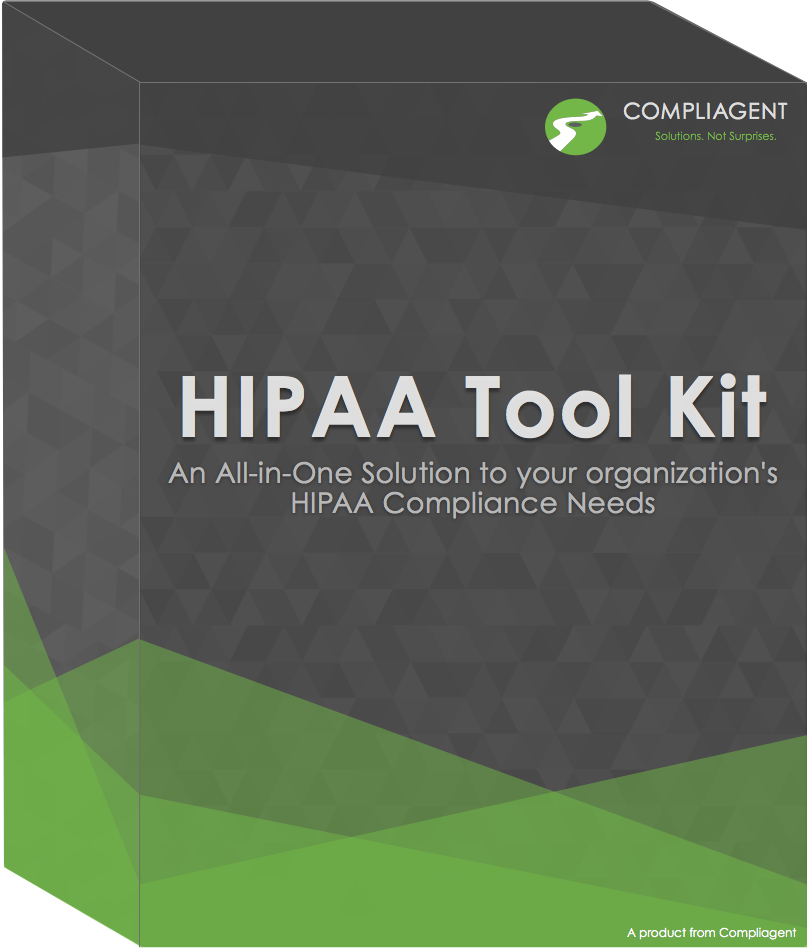 COMPLIAGENT
Solutions. Not Surprises.
HIPAA Tool Kit
An All-in-One Solution to your organization's
HIPAA Compliance Needs
A product from Compliagent